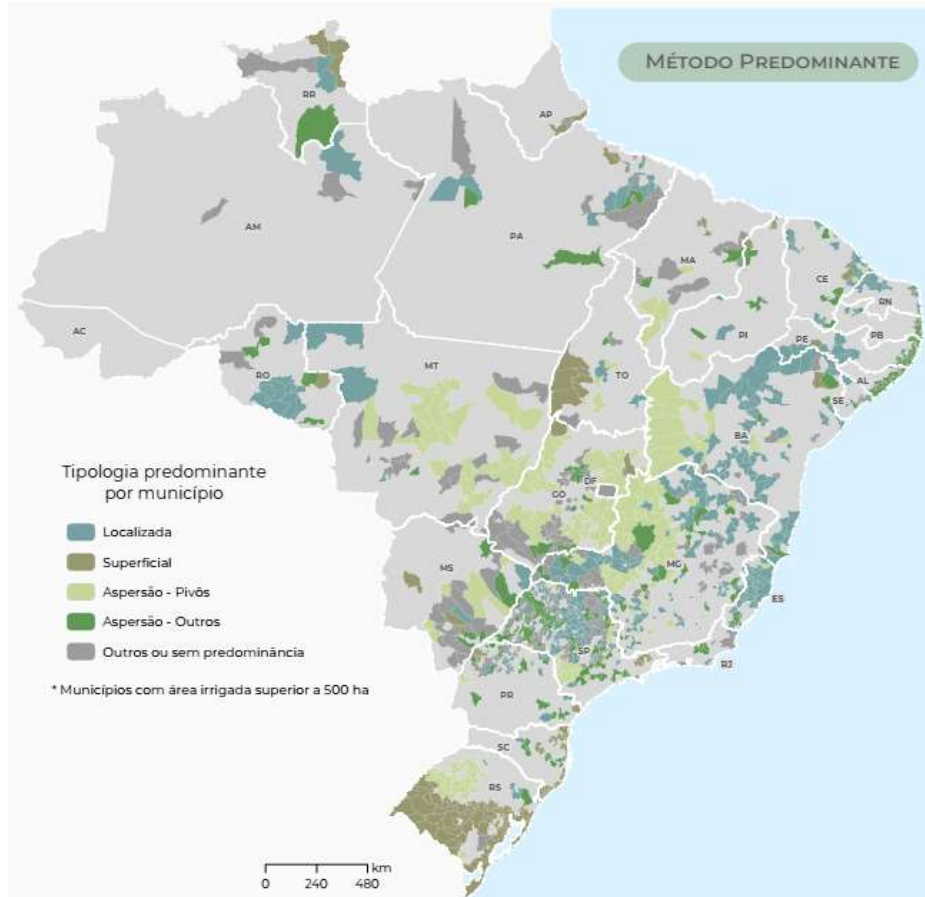 MÉTODO PREDOMINANTE
RR
AP
AM
PA
MA
CE
RN
PB
PE
PI
AL
SE
AC
RO
MT
TO
BA
GO
DF
MS
MG
ES
SP
RJ
PR
SC
RS
Tipologia predominante
por município
Localizada
Superficial
Aspersão - Pivôs
Aspersão - Outros
Outros ou sem predominância
* Municípios com área irrigada superior a 500 ha
km
0 240 480